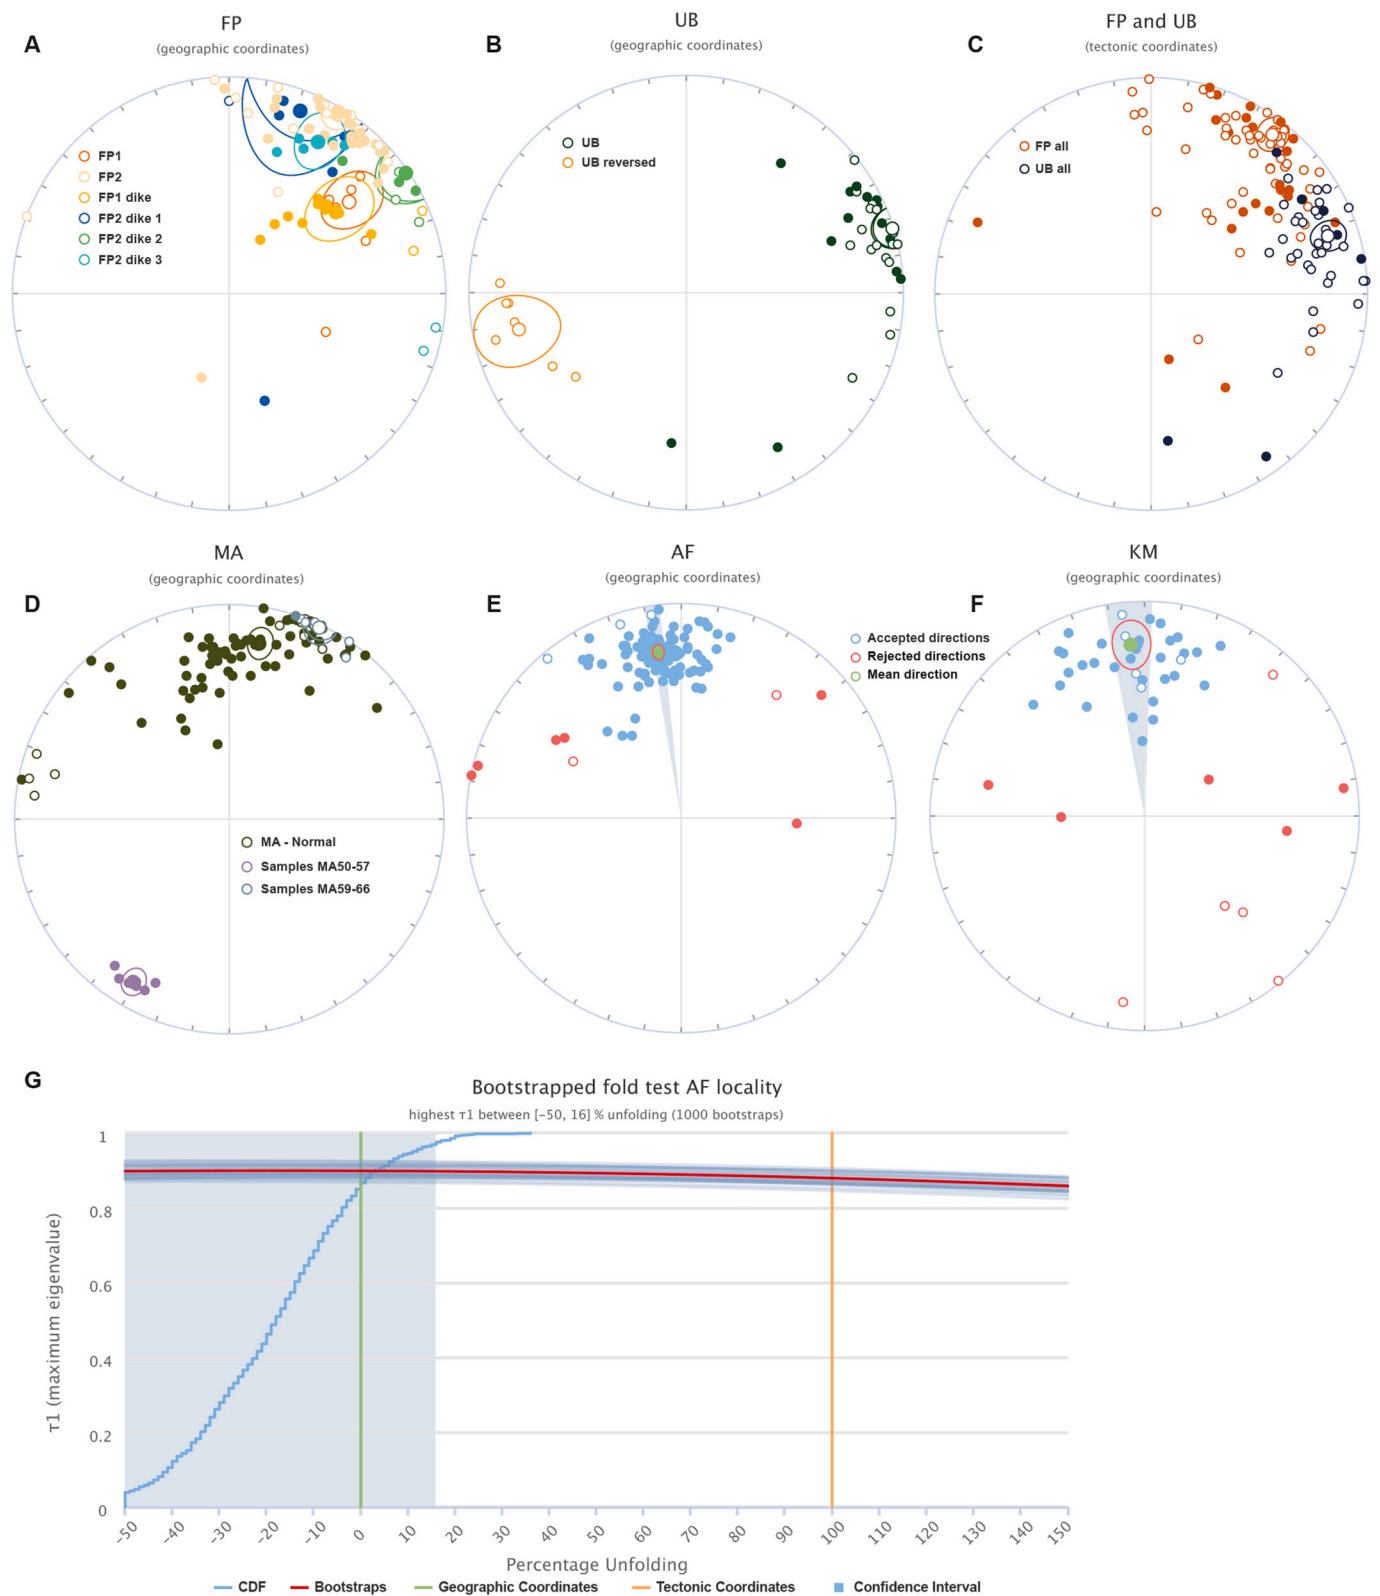 A
FP
(geographic coordinates)
FP1
FP2
FP1 dike
FP2 dike 1
FP2 dike 2
FP2 dike 3
B
UB
(geographic coordinates)
UB
UB reversed
C
FP and UB
(tectonic coordinates)
FP all
UB all
D
MA
(geographic coordinates)
MA - Normal
Samples MA50-57
Samples MA59-66
E
AF
(geographic coordinates)
Accepted directions
Rejected directions
Mean direction
F
KM
(geographic coordinates)
G
Bootstrapped fold test AF locality
highest τ1 between [-50, 16] % unfolding (1000 bootstraps)
τ1 (maximum eigenvalue)
1
0.8
0.6
0.4
0.2
0
-50 -40 -30 -20 -10 0 10 20 30 40 50 60 70 80 90 100 110 120 130 140 150
Percentage Unfolding
CDF Bootstraps Geographic Coordinates Tectonic Coordinates Confidence Interval